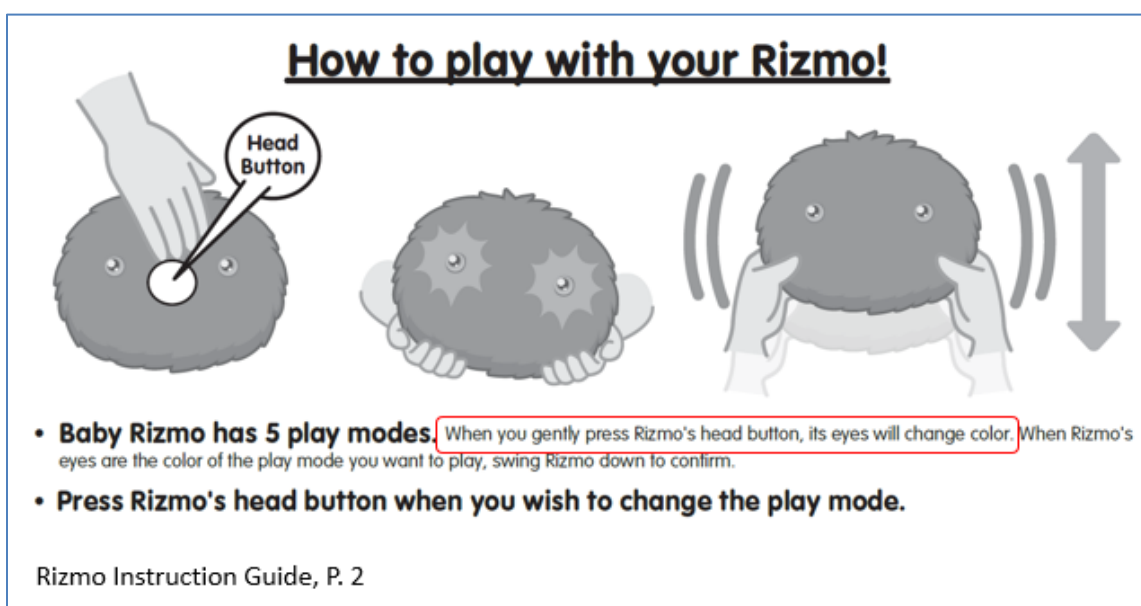 How to play with your Rizmo!
Head
Button
• Baby Rizmo has 5 play modes. When you gently press Rizmo's head button, its eyes will change color. When Rizmo's
eyes are the color of the play mode you want to play, swing Rizmo down to confirm.
• Press Rizmo's head button when you wish to change the play mode.
Rizmo Instruction Guide, P. 2